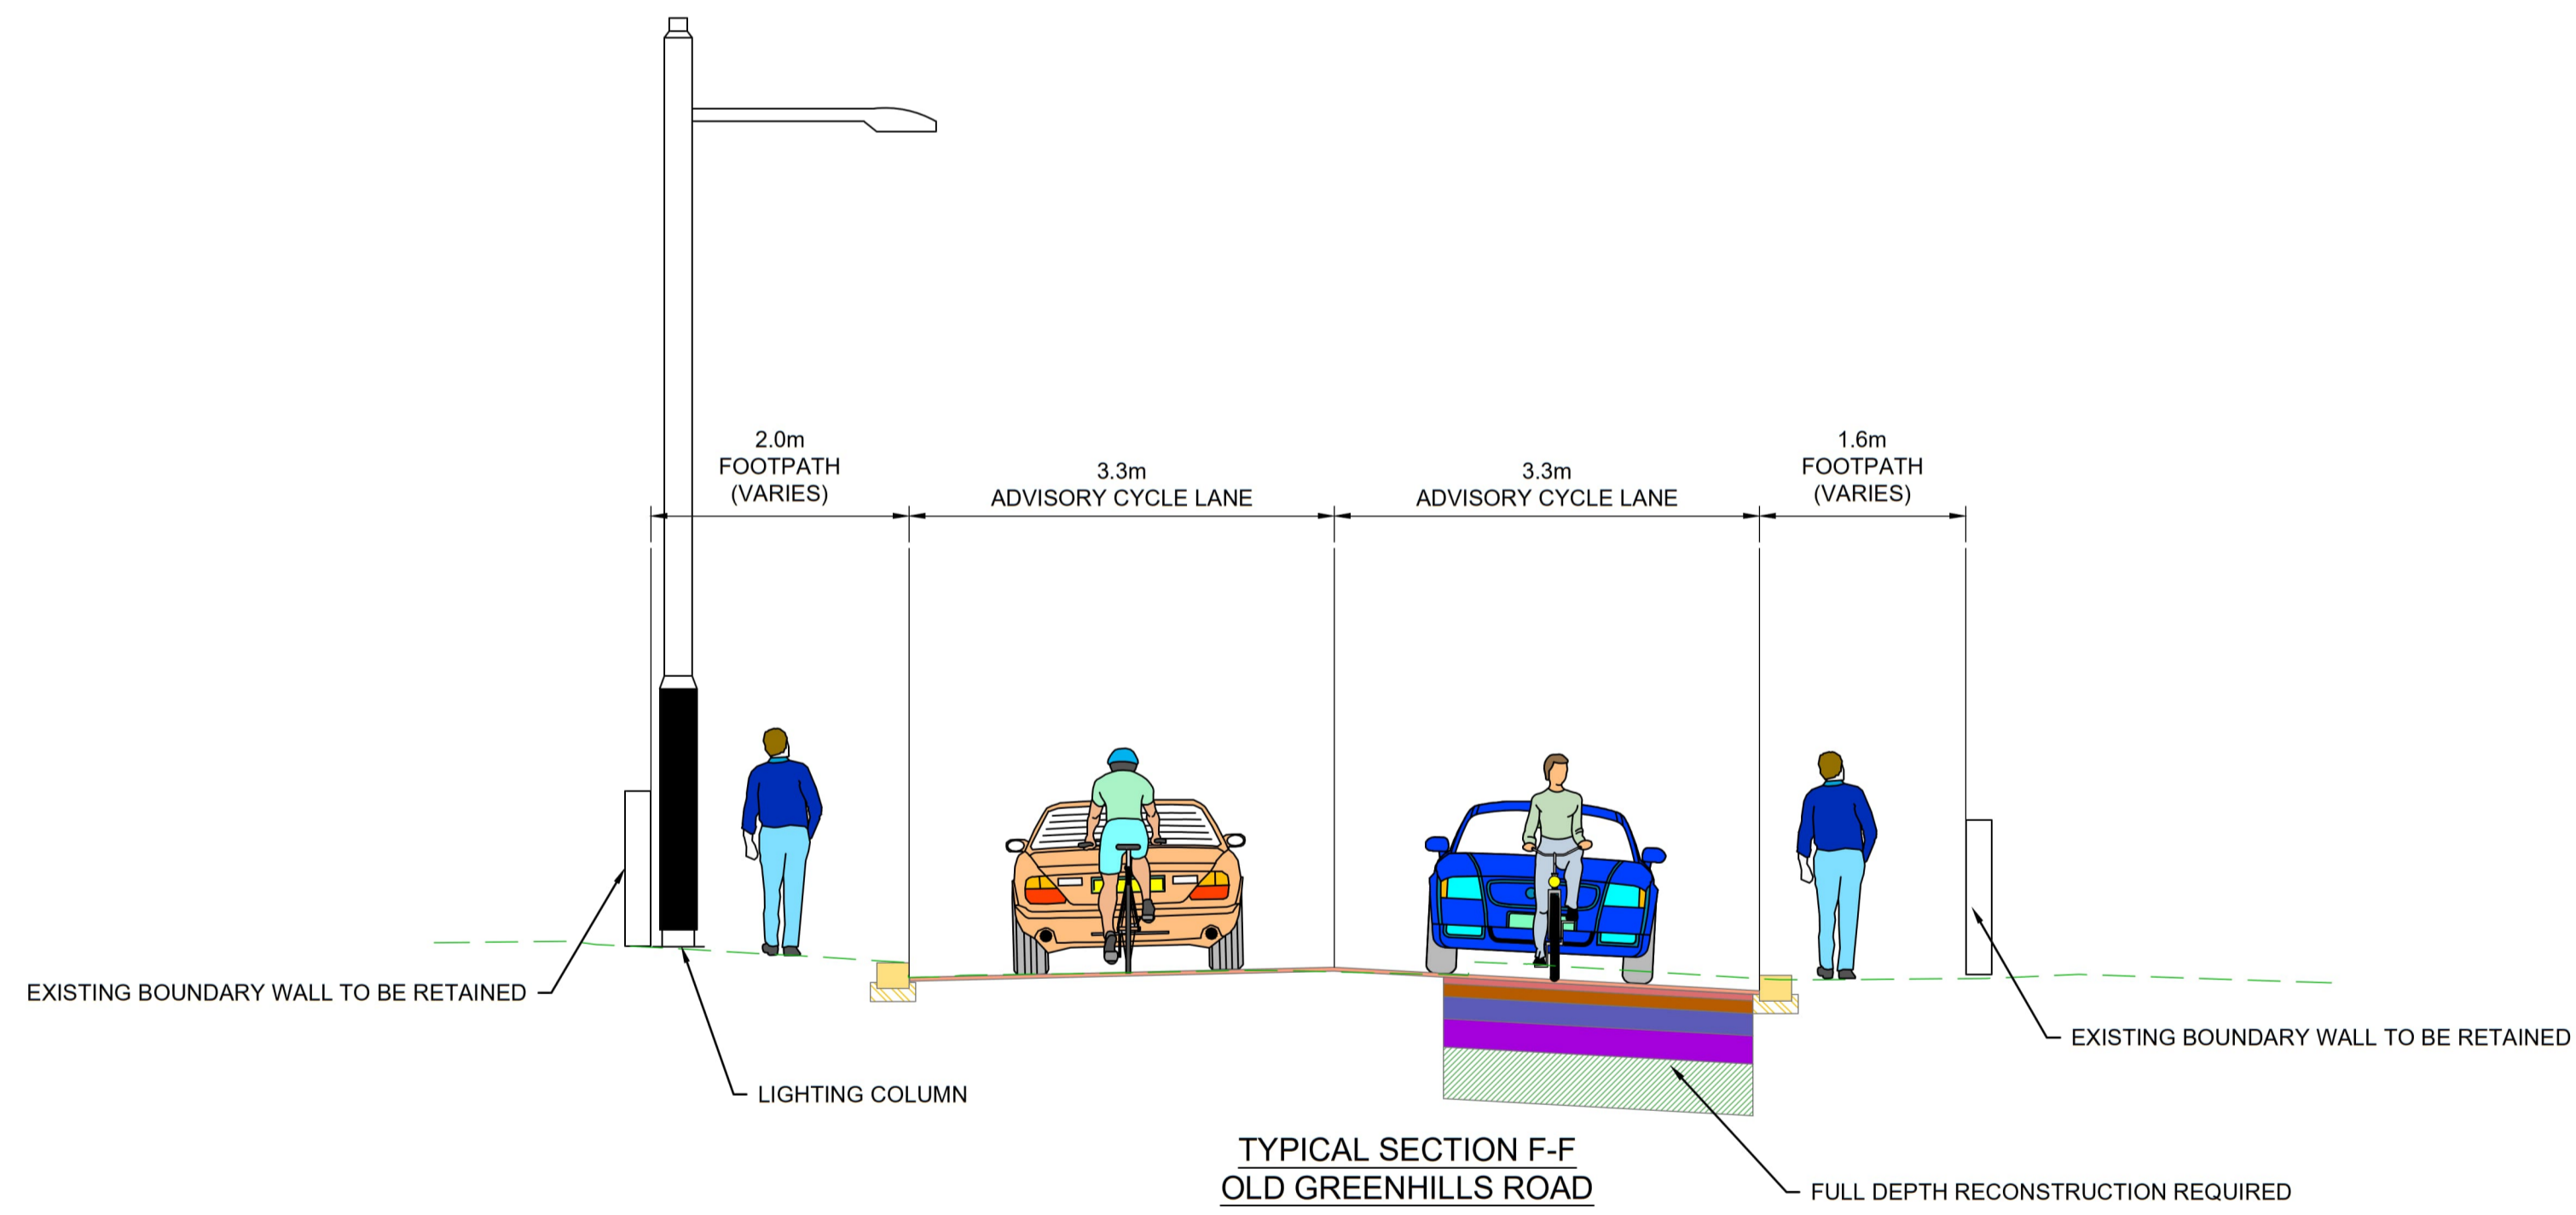 2.0m
FOOTPATH
(VARIES)
3.3m
ADVISORY CYCLE LANE
3.3m
ADVISORY CYCLE LANE
1.6m
FOOTPATH
(VARIES)
EXISTING BOUNDARY WALL TO BE RETAINED
LIGHTING COLUMN
EXISTING BOUNDARY WALL TO BE RETAINED
FULL DEPTH RECONSTRUCTION REQUIRED
TYPICAL SECTION F-F
OLD GREENHILLS ROAD